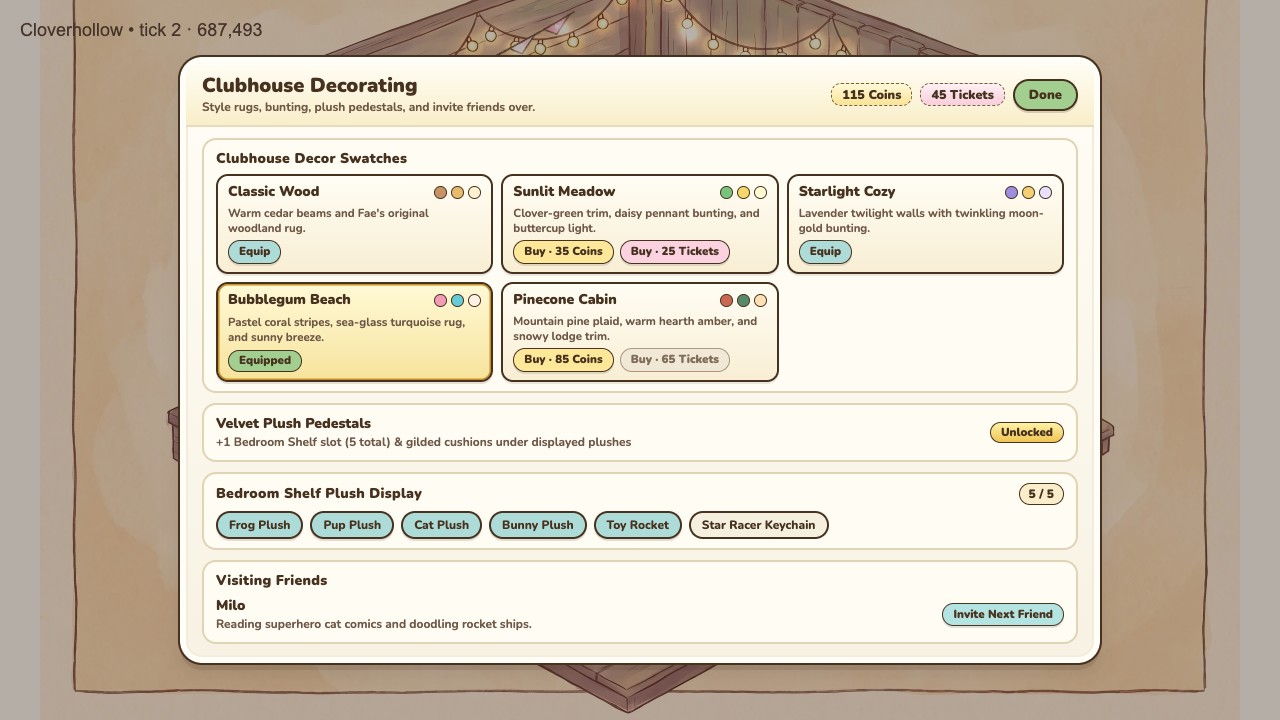 Cloverhollow • tick 2 · 687,493
Clubhouse Decorating
Style rugs, bunting, plush pedestals, and invite friends over.
115 Coins
45 Tickets
Done
Clubhouse Decor Swatches
Classic Wood
Warm cedar beams and Fae's original
woodland rug.
Equip
Sunlit Meadow
Clover-green trim, daisy pennant bunting, and
buttercup light.
Buy · 35 Coins
Buy · 25 Tickets
Starlight Cozy
Lavender twilight walls with twinkling moon-
gold bunting.
Equip
Bubblegum Beach
Pastel coral stripes, sea-glass turquoise rug,
and sunny breeze.
Equipped
Pinecone Cabin
Mountain pine plaid, warm hearth amber, and
snowy lodge trim.
Buy · 85 Coins
Buy · 65 Tickets
Velvet Plush Pedestals
+1 Bedroom Shelf slot (5 total) & gilded cushions under displayed plushes
Unlocked
Bedroom Shelf Plush Display
5 / 5
Frog Plush
Pup Plush
Cat Plush
Bunny Plush
Toy Rocket
Star Racer Keychain
Visiting Friends
Milo
Reading superhero cat comics and doodling rocket ships.
Invite Next Friend